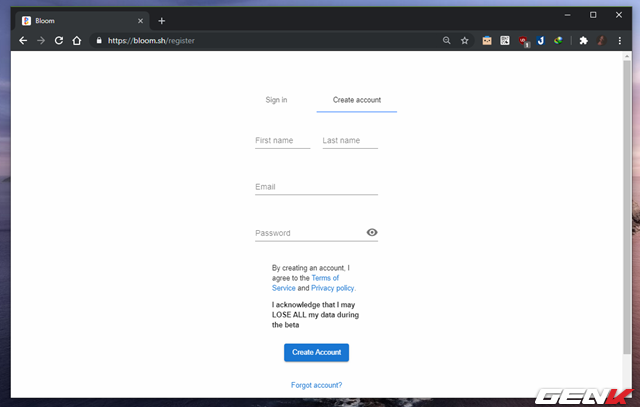 Bloom
https://bloom.sh/register
1
Sign in
Create account
First name
Last name
Email
Password
By creating an account, I
agree to the Terms of
Service and Privacy policy.
I acknowledge that I may
LOSE ALL my data during
the beta
Create Account
Forgot account?
GENK